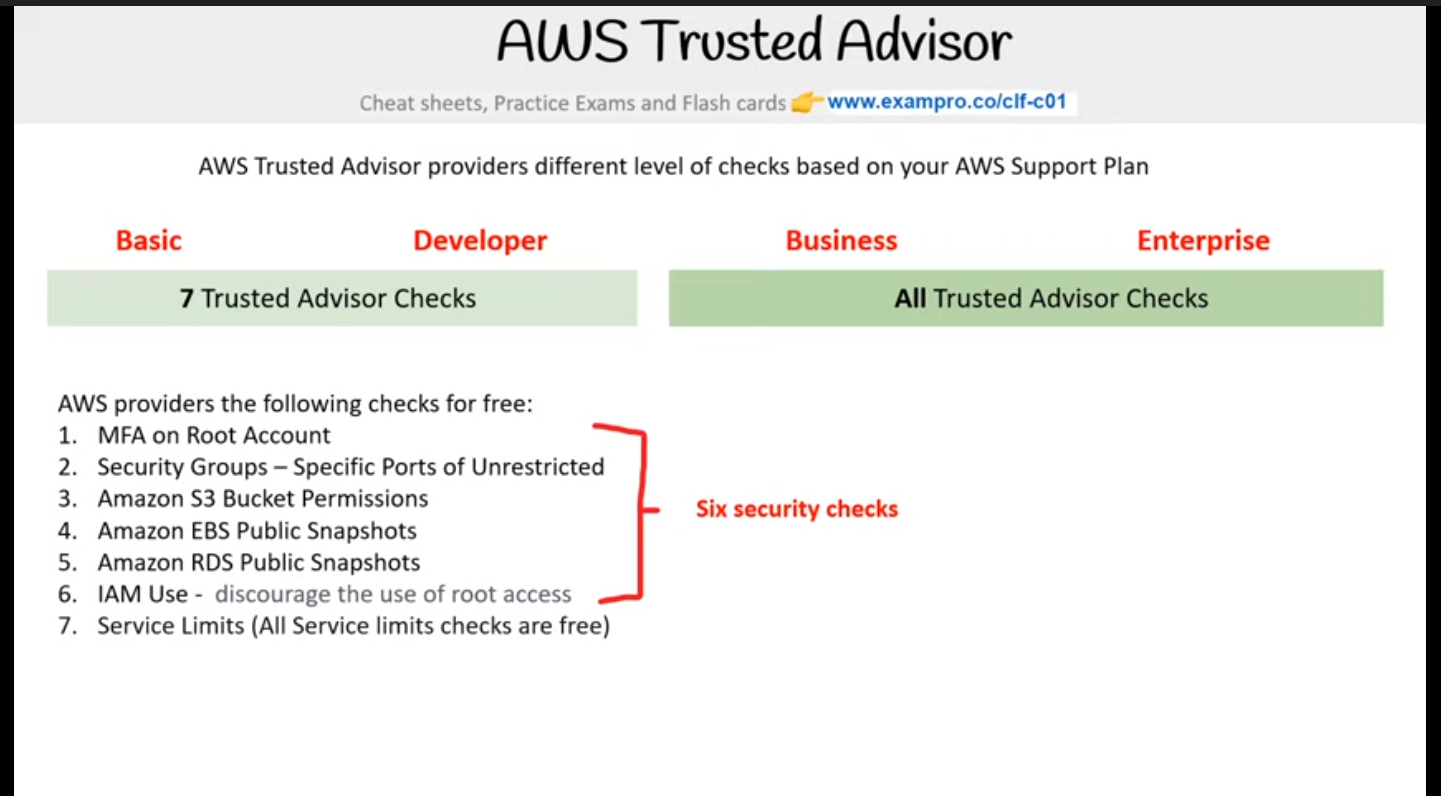 AWS Trusted Advisor
Cheat sheets, Practice Exams and Flash cards 👉 www.exampro.co/clf-c01
AWS Trusted Advisor providers different level of checks based on your AWS Support Plan
Basic Developer Business Enterprise
7 Trusted Advisor Checks All Trusted Advisor Checks
AWS providers the following checks for free:
1. MFA on Root Account
2. Security Groups – Specific Ports of Unrestricted
3. Amazon S3 Bucket Permissions
Six security checks
4. Amazon EBS Public Snapshots
5. Amazon RDS Public Snapshots
6. IAM Use - discourage the use of root access
7. Service Limits (All Service limits checks are free)